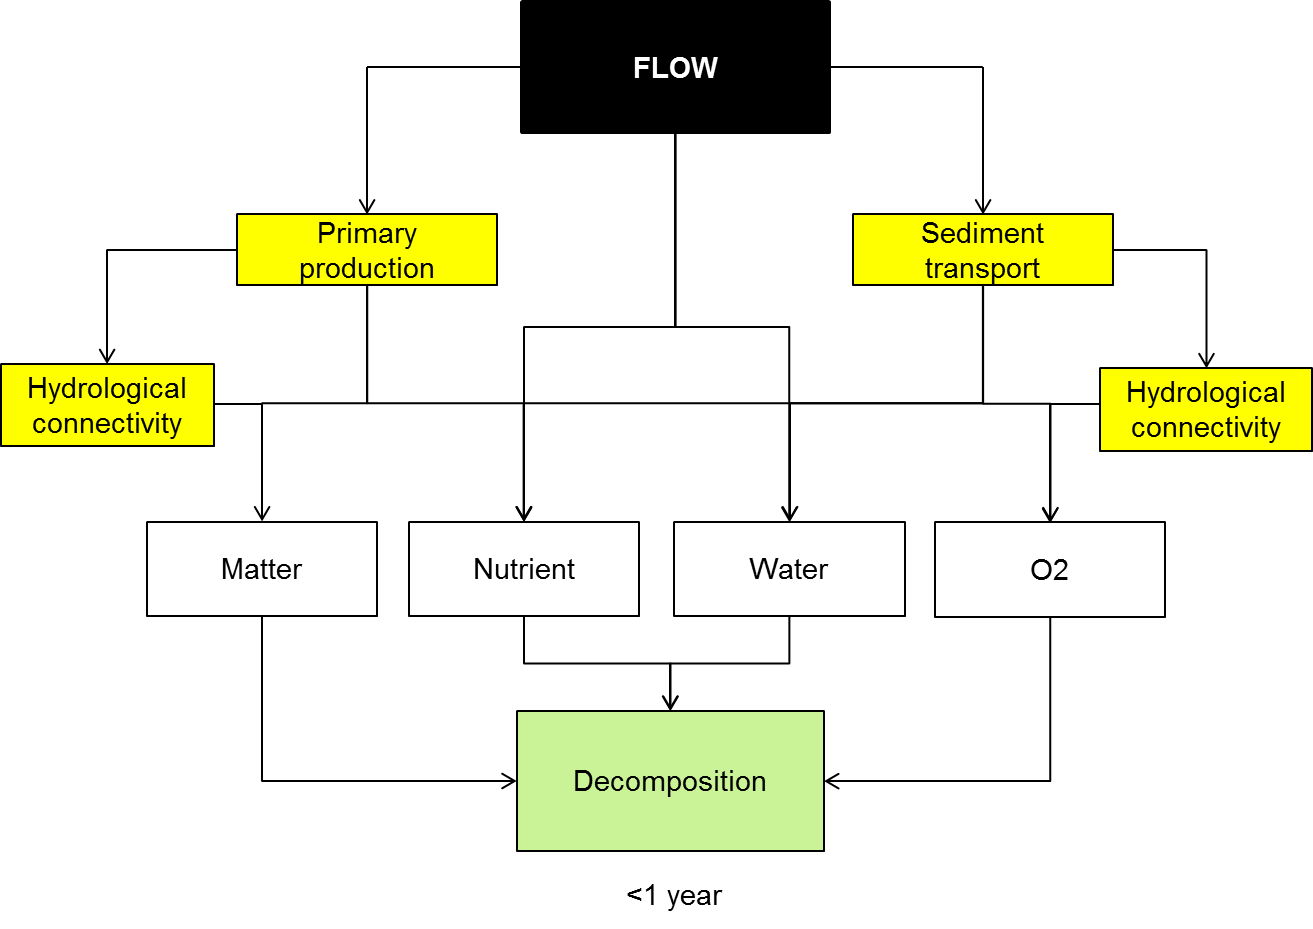 FLOW
Primary
production
Sediment
transport
Hydrological
connectivity
Hydrological
connectivity
Matter
Nutrient
Water
O2
Decomposition
<1 year